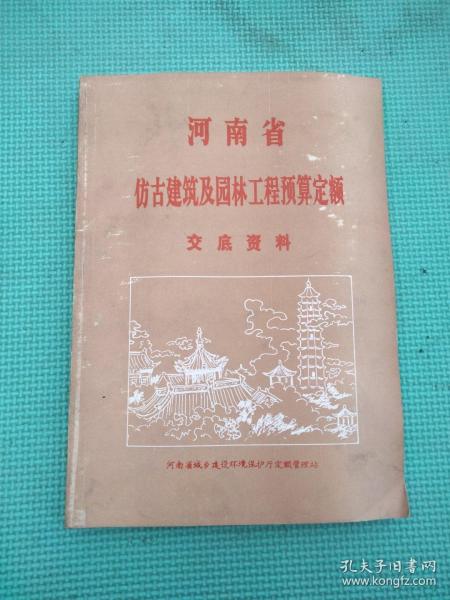 河南省
仿古建筑及园林工程预算定额
交底资料
河南省城乡建设环境保护厅定额管理站
孔夫子旧书网
www.kongfz.com